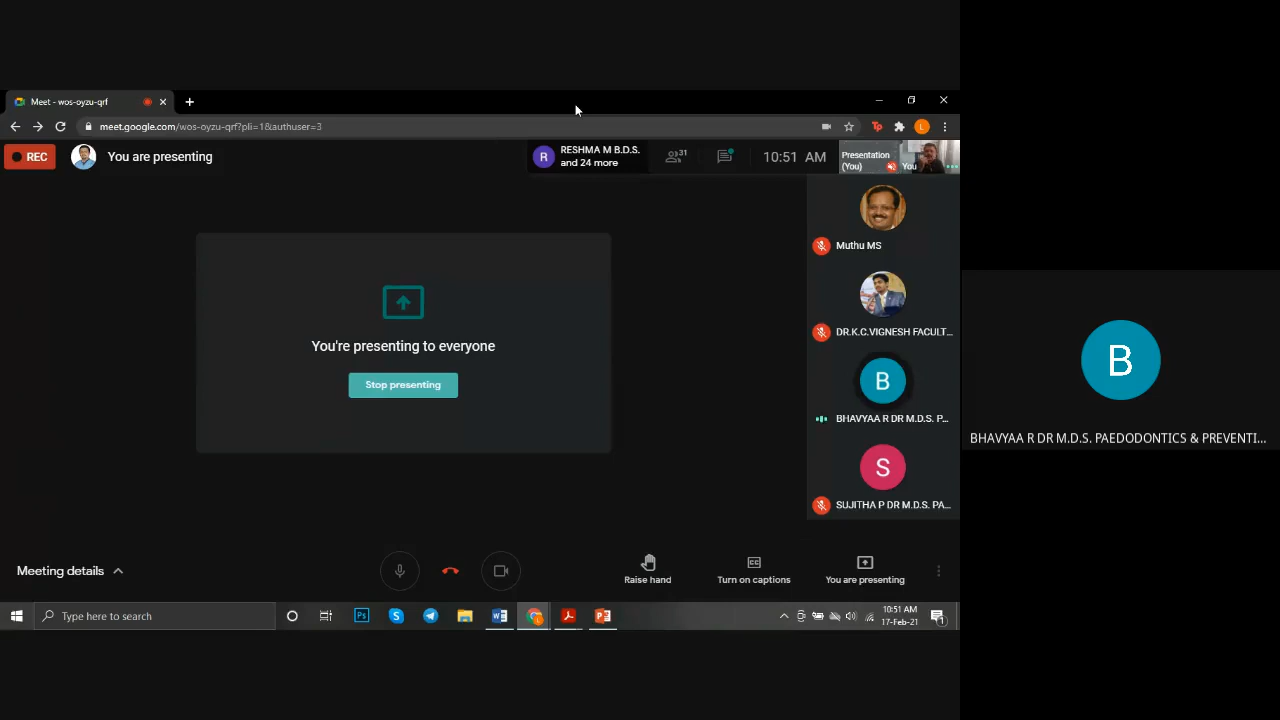 Meet - wos-oyzu-qrf
meet.google.com/wos-oyzu-qrf?pli=1&authuser=3
L
REC
You are presenting
R
RESHMA M B.D.S.
and 24 more
31
10:51 AM
Presentation
(You)
You
Muthu MS
DR.K.C.VIGNESH FACULT...
B
BHAVYAA R DR M.D.S. P...
S
SUJITHA P DR M.D.S. PA...
You're presenting to everyone
Stop presenting
B
BHAVYAA R DR M.D.S. PAEDODONTICS & PREVENTI...
Meeting details
Raise hand
CC
Turn on captions
You are presenting
Type here to search
Ps
10:51 AM
17-Feb-21
1